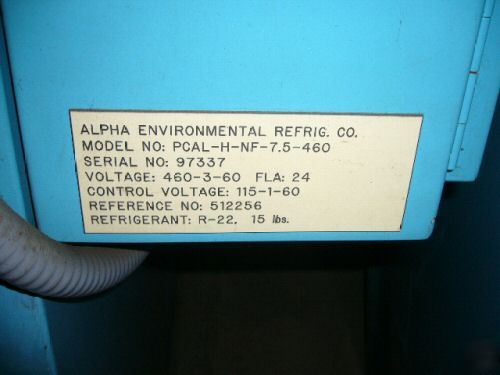 ALPHA ENVIRONMENTAL REFRIG. CO.
MODEL NO: PCAL-H-NF-7.5-460
SERIAL NO: 97337
VOLTAGE: 460-3-60 FLA: 24
CONTROL VOLTAGE: 115-1-60
REFERENCE NO: 512256
REFRIGERANT: R-22. 15 lbs.